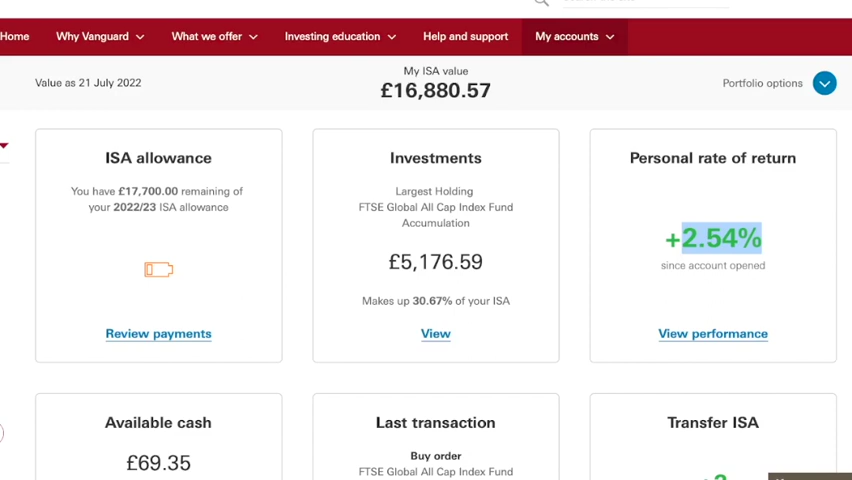 Home
Why Vanguard
What we offer
Investing education
Help and support
My accounts
Value as 21 July 2022
My ISA value
£16,880.57
Portfolio options
ISA allowance
You have £17,700.00 remaining of
your 2022/23 ISA allowance
Review payments
Investments
Largest Holding
FTSE Global All Cap Index Fund
Accumulation
£5,176.59
Makes up 30.67% of your ISA
View
Personal rate of return
+2.54%
since account opened
View performance
Available cash
£69.35
Last transaction
Buy order
FTSE Global All Cap Index Fund
Transfer ISA